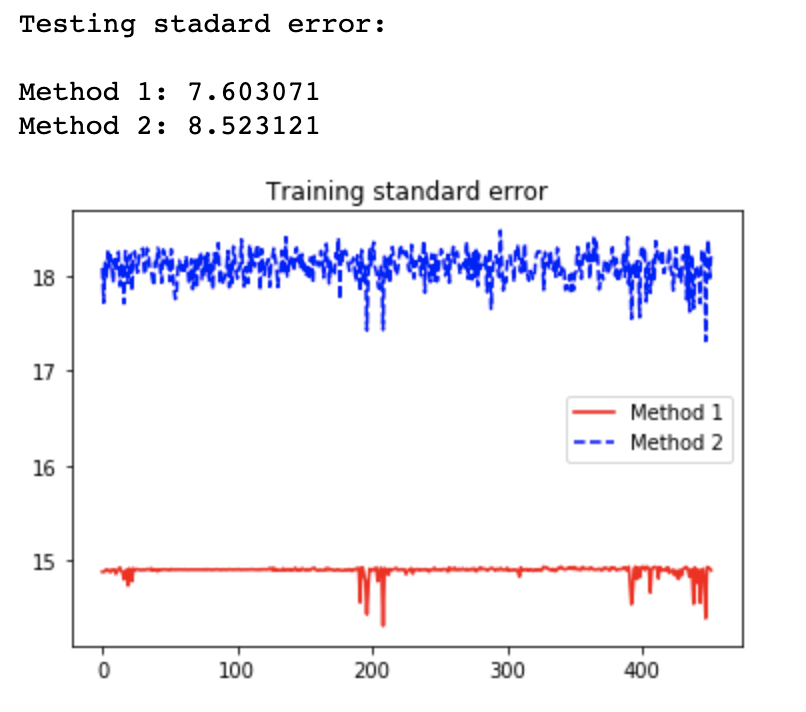 Testing stadard error:
Method 1: 7.603071
Method 2: 8.523121
Training standard error
18
17
16
15
Method 1
Method 2
0 100 200 300 400